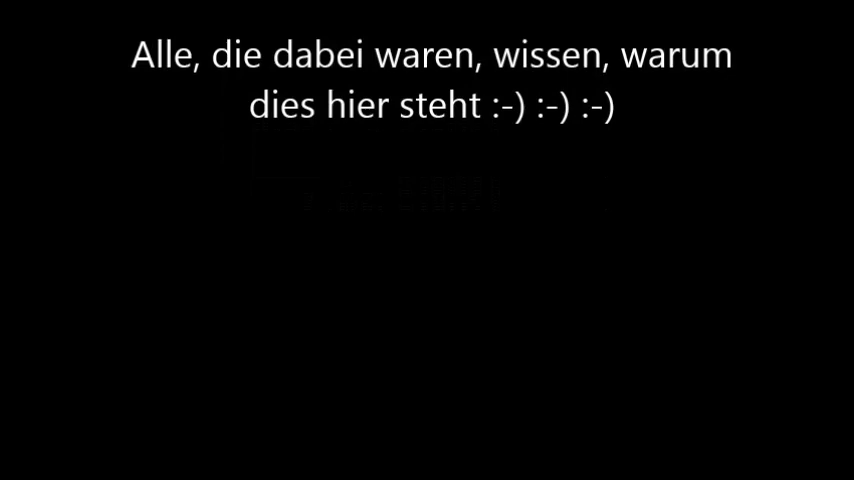 Alle, die dabei waren, wissen, warum
dies hier steht :-) :-) :-)